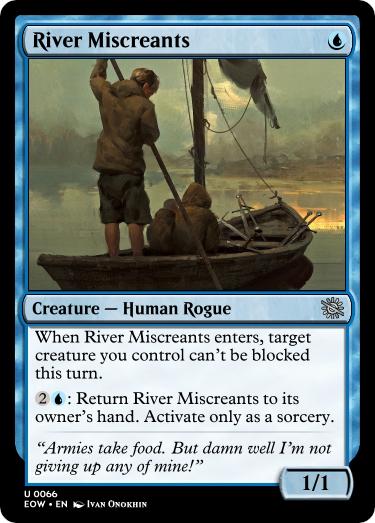 River Miscreants
Creature — Human Rogue
When River Miscreants enters, target
creature you control can't be blocked
this turn.
2: Return River Miscreants to its
owner's hand. Activate only as a sorcery.
“Armies take food. But damn well I'm not
giving up any of mine!”
1/1
U 0066
EOW • EN Ivan Onokhin